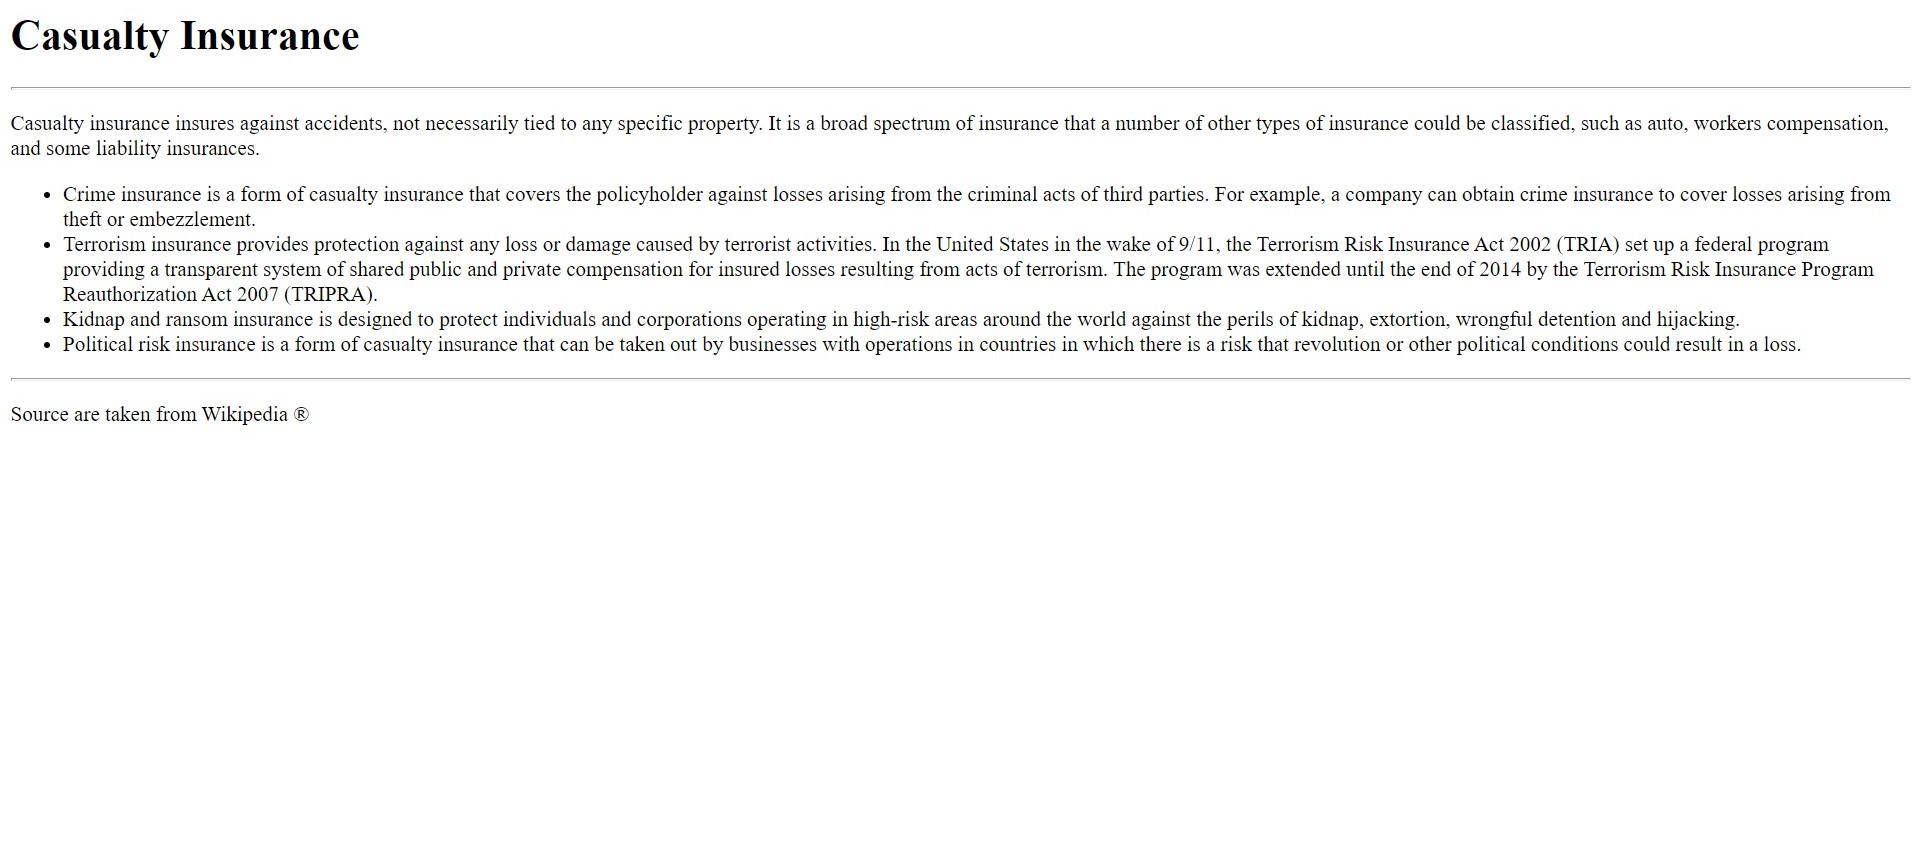 Casualty Insurance
Casualty insurance insures against accidents, not necessarily tied to any specific property. It is a broad spectrum of insurance that a number of other types of insurance could be classified, such as auto, workers compensation,
and some liability insurances.
• Crime insurance is a form of casualty insurance that covers the policyholder against losses arising from the criminal acts of third parties. For example, a company can obtain crime insurance to cover losses arising from
theft or embezzlement.
• Terrorism insurance provides protection against any loss or damage caused by terrorist activities. In the United States in the wake of 9/11, the Terrorism Risk Insurance Act 2002 (TRIA) set up a federal program
providing a transparent system of shared public and private compensation for insured losses resulting from acts of terrorism. The program was extended until the end of 2014 by the Terrorism Risk Insurance Program
Reauthorization Act 2007 (TRIPRA).
• Kidnap and ransom insurance is designed to protect individuals and corporations operating in high-risk areas around the world against the perils of kidnap, extortion, wrongful detention and hijacking.
• Political risk insurance is a form of casualty insurance that can be taken out by businesses with operations in countries in which there is a risk that revolution or other political conditions could result in a loss.
Source are taken from Wikipedia ®